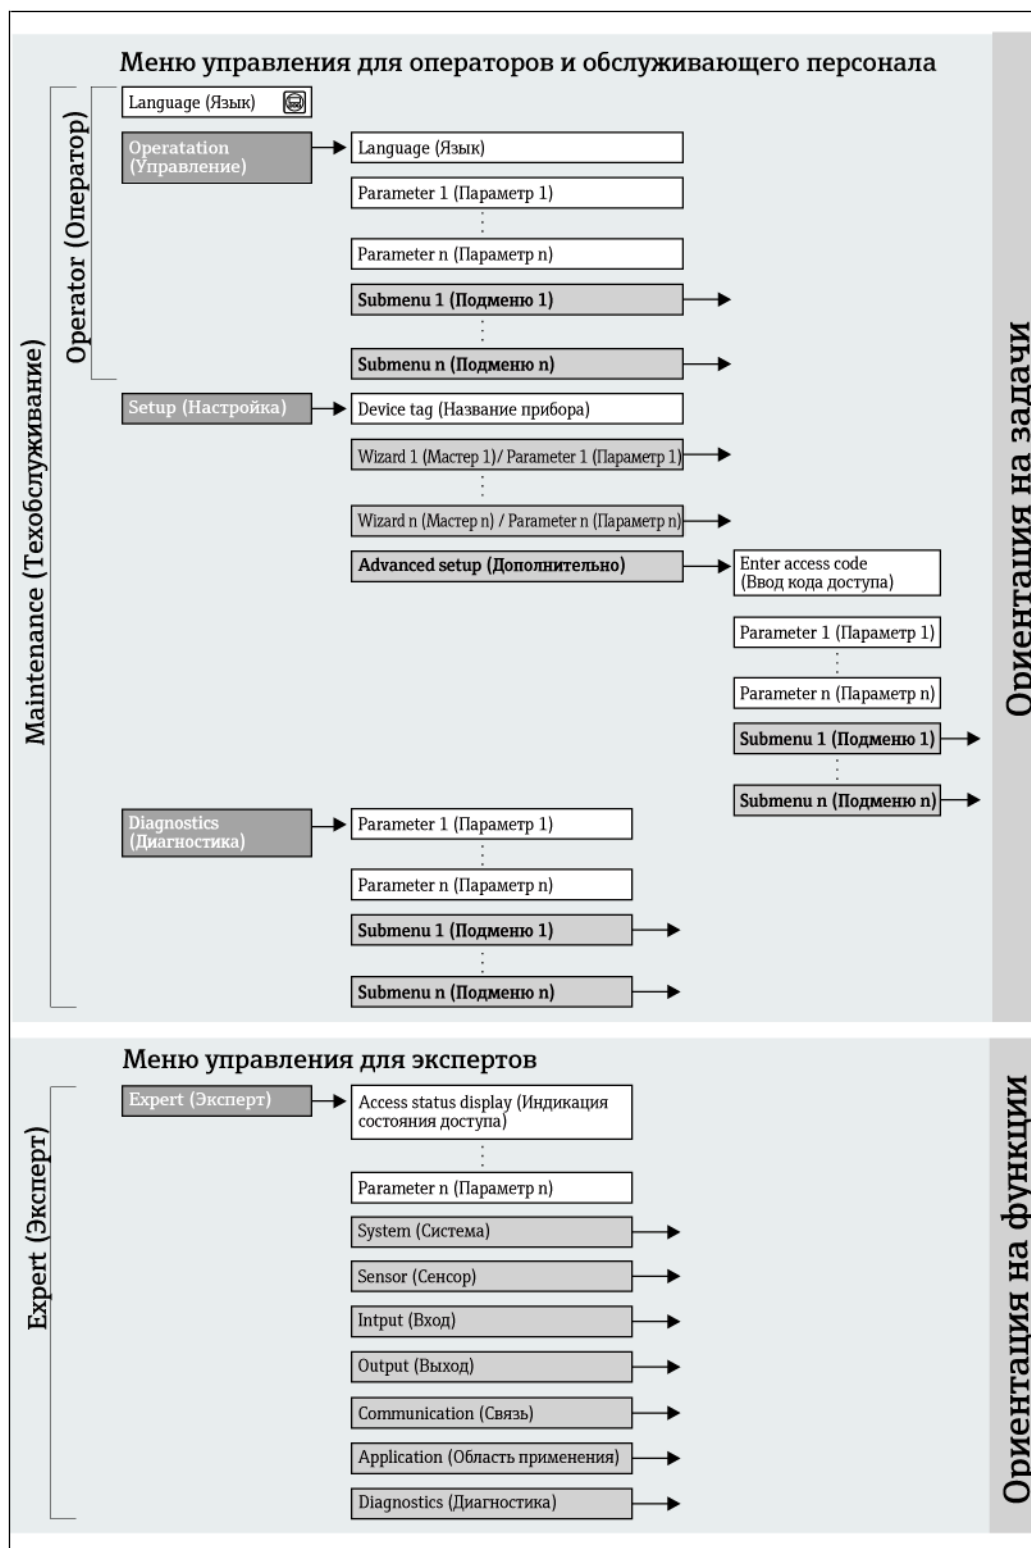 Меню управления для операторов и обслуживающего персонала
Language (Язык)
Operatation
(Управление)
Language (Язык)
Parameter 1 (Параметр 1)
Parameter n (Параметр n)
Submenu 1 (Подменю 1)
Submenu n (Подменю n)
Operator (Оператор)
Setup (Настройка)
Device tag (Название прибора)
Wizard 1 (Мастер 1)/ Parameter 1 (Параметр 1)
Wizard n (Мастер n) / Parameter n (Параметр n)
Advanced setup (Дополнительно)
Enter access code
(Ввод кода доступа)
Parameter 1 (Параметр 1)
Parameter n (Параметр n)
Submenu 1 (Подменю 1)
Submenu n (Подменю n)
Diagnostics
(Диагностика)
Parameter 1 (Параметр 1)
Parameter n (Параметр n)
Submenu 1 (Подменю 1)
Submenu n (Подменю n)
Maintenance (Техобслуживание)
Ориентация на задачи
Меню управления для экспертов
Expert (Эксперт)
Access status display (Индикация
состояния доступа)
Parameter n (Параметр n)
System (Система)
Sensor (Сенсор)
Intput (Вход)
Output (Выход)
Communication (Связь)
Application (Область применения)
Diagnostics (Диагностика)
Expert (Эксперт)
Ориентация на функции